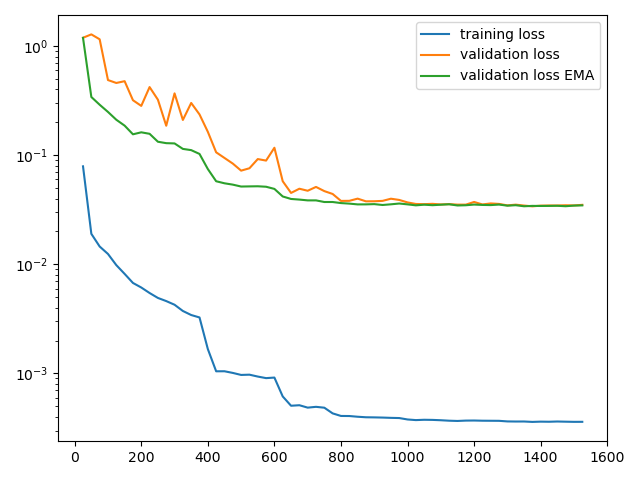 training loss
validation loss
validation loss EMA
10⁰
10⁻¹
10⁻²
10⁻³
0 200 400 600 800 1000 1200 1400 1600